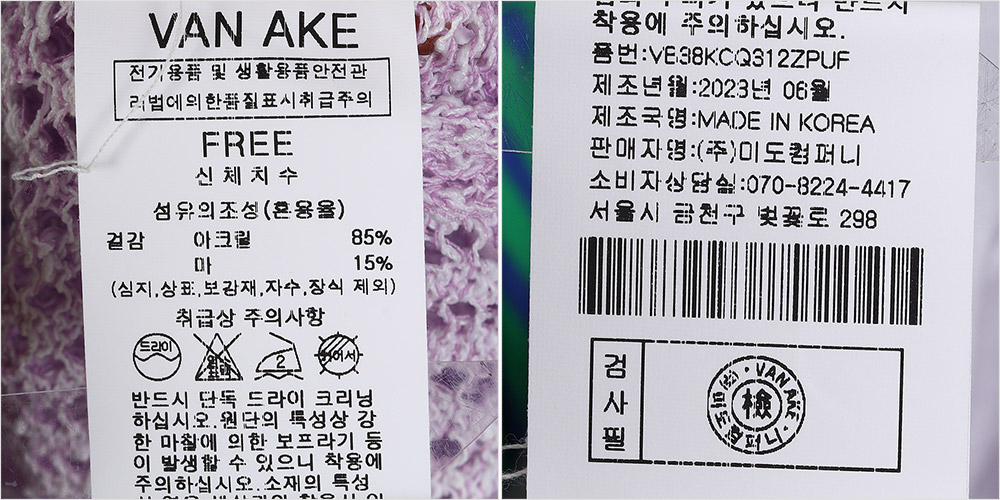 VAN AKE
전기용품 및 생활용품안전관
리법에의한품질표시취급주의
FREE
신체치수
섬유의조성(혼용율)
겉감 아크릴 85%
마 15%
(심지,상표,보강재,자수,장식 제외)
취급상 주의사항
드라이
염소
표백
2
짜서
반드시 단독 드라이 크리닝
하십시오.원단의 특성상 강
한 마찰에 의한 보프라기 등
이 발생할 수 있으니 착용에
주의하십시오.소재의 특성
착용에 주의하십시오.
품번:VE38KCQ312ZPUF
제조년월:2023년 06월
제조국명:MADE IN KOREA
판매자명:(주)미도컴퍼니
소비자상담실:070-8224-4417
서울시 금천구 벚꽃로 298
검사필
(주)미도컴퍼니 · VAN AKE ·
檢